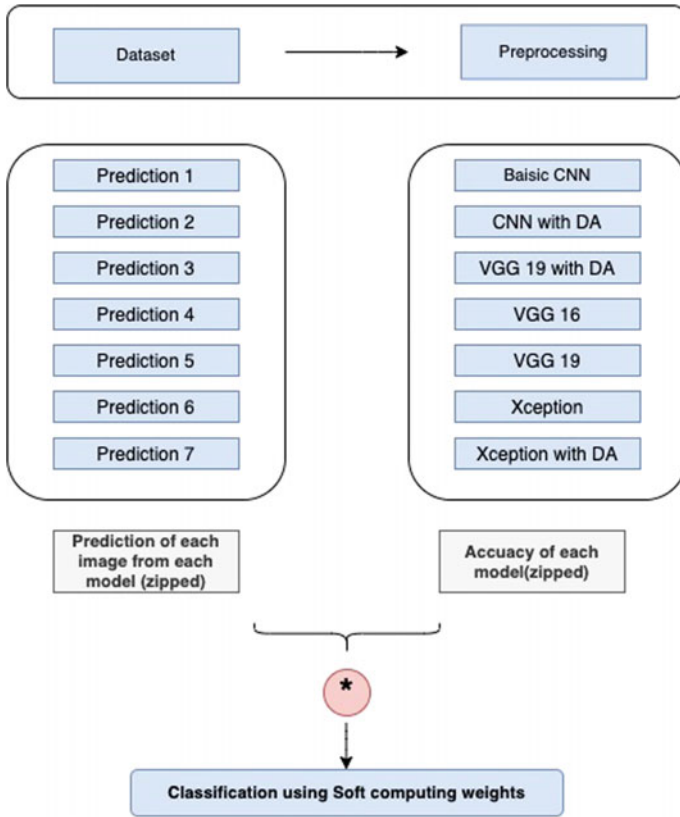 Dataset
Preprocessing
Prediction 1
Prediction 2
Prediction 3
Prediction 4
Prediction 5
Prediction 6
Prediction 7
Baisic CNN
CNN with DA
VGG 19 with DA
VGG 16
VGG 19
Xception
Xception with DA
Prediction of each
image from each
model (zipped)
Accuacy of each
model(zipped)
*
Classification using Soft computing weights